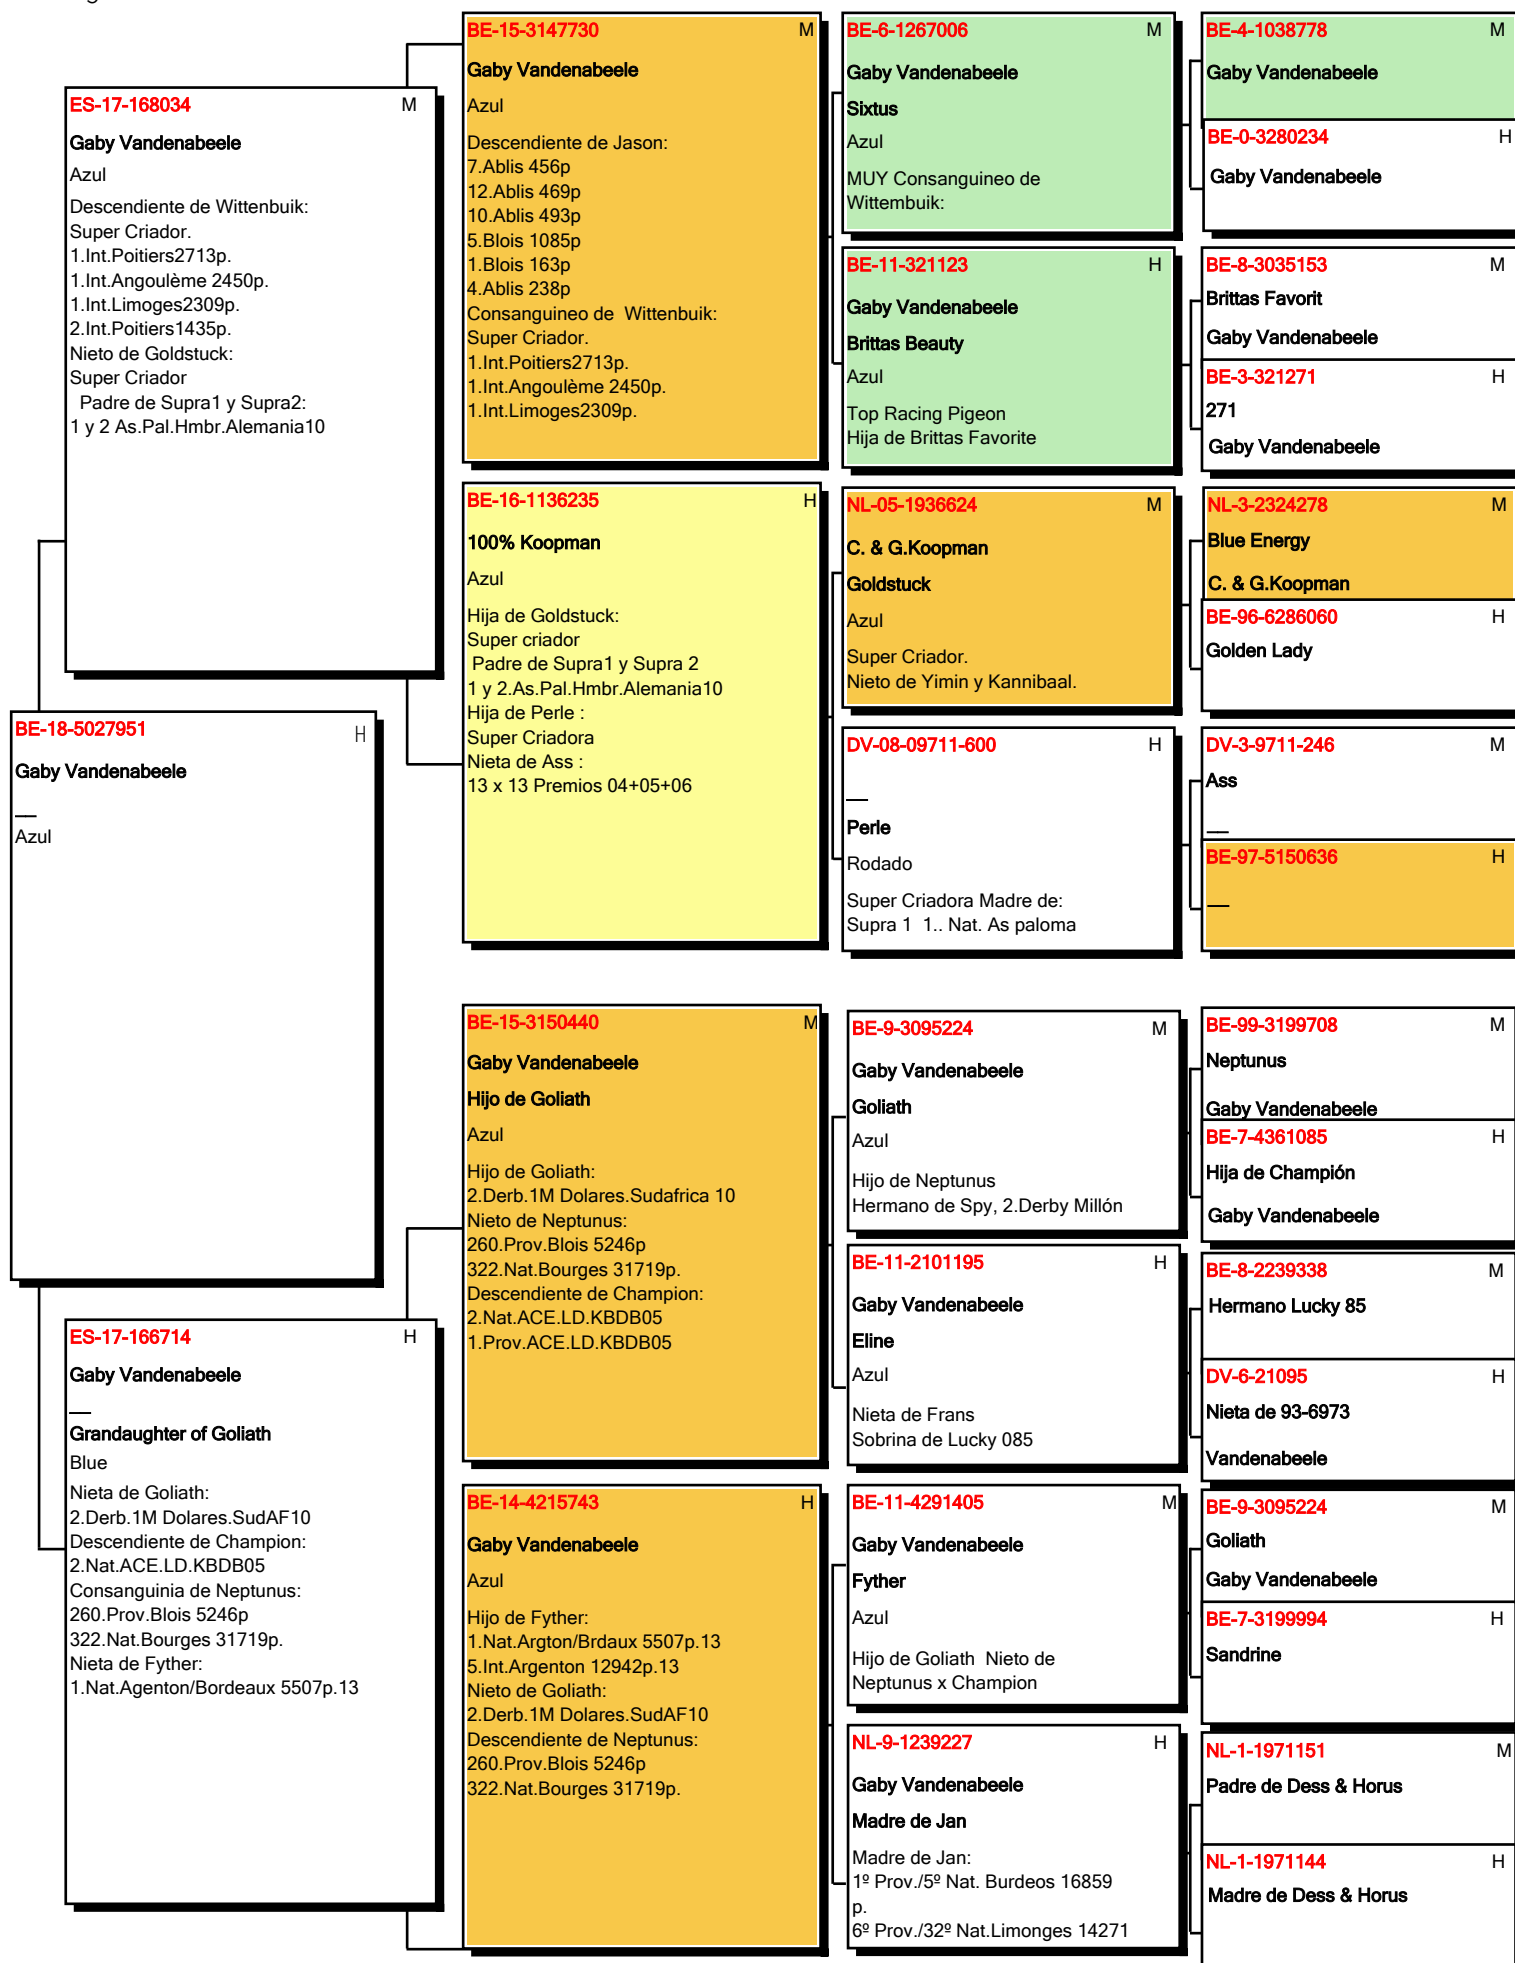 BE-18-5027951 H
Gaby Vandenabeele
__
Azul
ES-17-168034 M
Gaby Vandenabeele
Azul
Descendiente de Wittenbuik:
Super Criador.
1.Int.Poitiers2713p.
1.Int.Angoulème 2450p.
1.Int.Limoges2309p.
2.Int.Poitiers1435p.
Nieto de Goldstuck:
Super Criador
Padre de Supra1 y Supra2:
1 y 2 As.Pal.Hmbr.Alemania10
ES-17-166714 H
Gaby Vandenabeele
__
Grandaughter of Goliath
Blue
Nieta de Goliath:
2.Derb.1M Dolares.SudAF10
Descendiente de Champion:
2.Nat.ACE.LD.KBDB05
Consanguinia de Neptunus:
260.Prov.Blois 5246p
322.Nat.Bourges 31719p.
Nieta de Fyther:
1.Nat.Agenton/Bordeaux 5507p.13
BE-15-3147730 M
Gaby Vandenabeele
Azul
Descendiente de Jason:
7.Ablis 456p
12.Ablis 469p
10.Ablis 493p
5.Blois 1085p
1.Blois 163p
4.Ablis 238p
Consanguineo de Wittenbuik:
Super Criador.
1.Int.Poitiers2713p.
1.Int.Angoulème 2450p.
1.Int.Limoges2309p.
BE-16-1136235 H
100% Koopman
Azul
Hija de Goldstuck:
Super criador
Padre de Supra1 y Supra 2
1 y 2.As.Pal.Hmbr.Alemania10
Hija de Perle :
Super Criadora
Nieta de Ass :
13 x 13 Premios 04+05+06
BE-15-3150440 M
Gaby Vandenabeele
Hijo de Goliath
Azul
Hijo de Goliath:
2.Derb.1M Dolares.Sudafrica 10
Nieto de Neptunus:
260.Prov.Blois 5246p
322.Nat.Bourges 31719p.
Descendiente de Champion:
2.Nat.ACE.LD.KBDB05
1.Prov.ACE.LD.KBDB05
BE-14-4215743 H
Gaby Vandenabeele
Azul
Hijo de Fyther:
1.Nat.Argton/Brdaux 5507p.13
5.Int.Argenton 12942p.13
Nieto de Goliath:
2.Derb.1M Dolares.SudAF10
Descendiente de Neptunus:
260.Prov.Blois 5246p
322.Nat.Bourges 31719p.
BE-6-1267006 M
Gaby Vandenabeele
Sixtus
Azul
MUY Consanguineo de
Wittembuik:
BE-11-321123 H
Gaby Vandenabeele
Brittas Beauty
Azul
Top Racing Pigeon
Hija de Brittas Favorite
NL-05-1936624 M
C. & G.Koopman
Goldstuck
Azul
Super Criador.
Nieto de Yimin y Kannibaal.
DV-08-09711-600 H
__
Perle
Rodado
Super Criadora Madre de:
Supra 1 1.. Nat. As paloma
BE-9-3095224 M
Gaby Vandenabeele
Goliath
Azul
Hijo de Neptunus
Hermano de Spy, 2.Derby Millón
BE-11-2101195 H
Gaby Vandenabeele
Eline
Azul
Nieta de Frans
Sobrina de Lucky 085
BE-11-4291405 M
Gaby Vandenabeele
Fyther
Azul
Hijo de Goliath Nieto de
Neptunus x Champion
NL-9-1239227 H
Gaby Vandenabeele
Madre de Jan
Madre de Jan:
1º Prov./5º Nat. Burdeos 16859
p.
6º Prov./32º Nat.Limonges 14271
BE-4-1038778 M
Gaby Vandenabeele
BE-0-3280234 H
Gaby Vandenabeele
BE-8-3035153 M
Brittas Favorit
Gaby Vandenabeele
BE-3-321271 H
271
Gaby Vandenabeele
NL-3-2324278 M
Blue Energy
C. & G.Koopman
BE-96-6286060 H
Golden Lady
DV-3-9711-246 M
Ass
__
BE-97-5150636 H
__
BE-99-3199708 M
Neptunus
Gaby Vandenabeele
BE-7-4361085 H
Hija de Champión
Gaby Vandenabeele
BE-8-2239338 M
Hermano Lucky 85
DV-6-21095 H
Nieta de 93-6973
Vandenabeele
BE-9-3095224 M
Goliath
Gaby Vandenabeele
BE-7-3199994 H
Sandrine
NL-1-1971151 M
Padre de Dess & Horus
NL-1-1971144 H
Madre de Dess & Horus